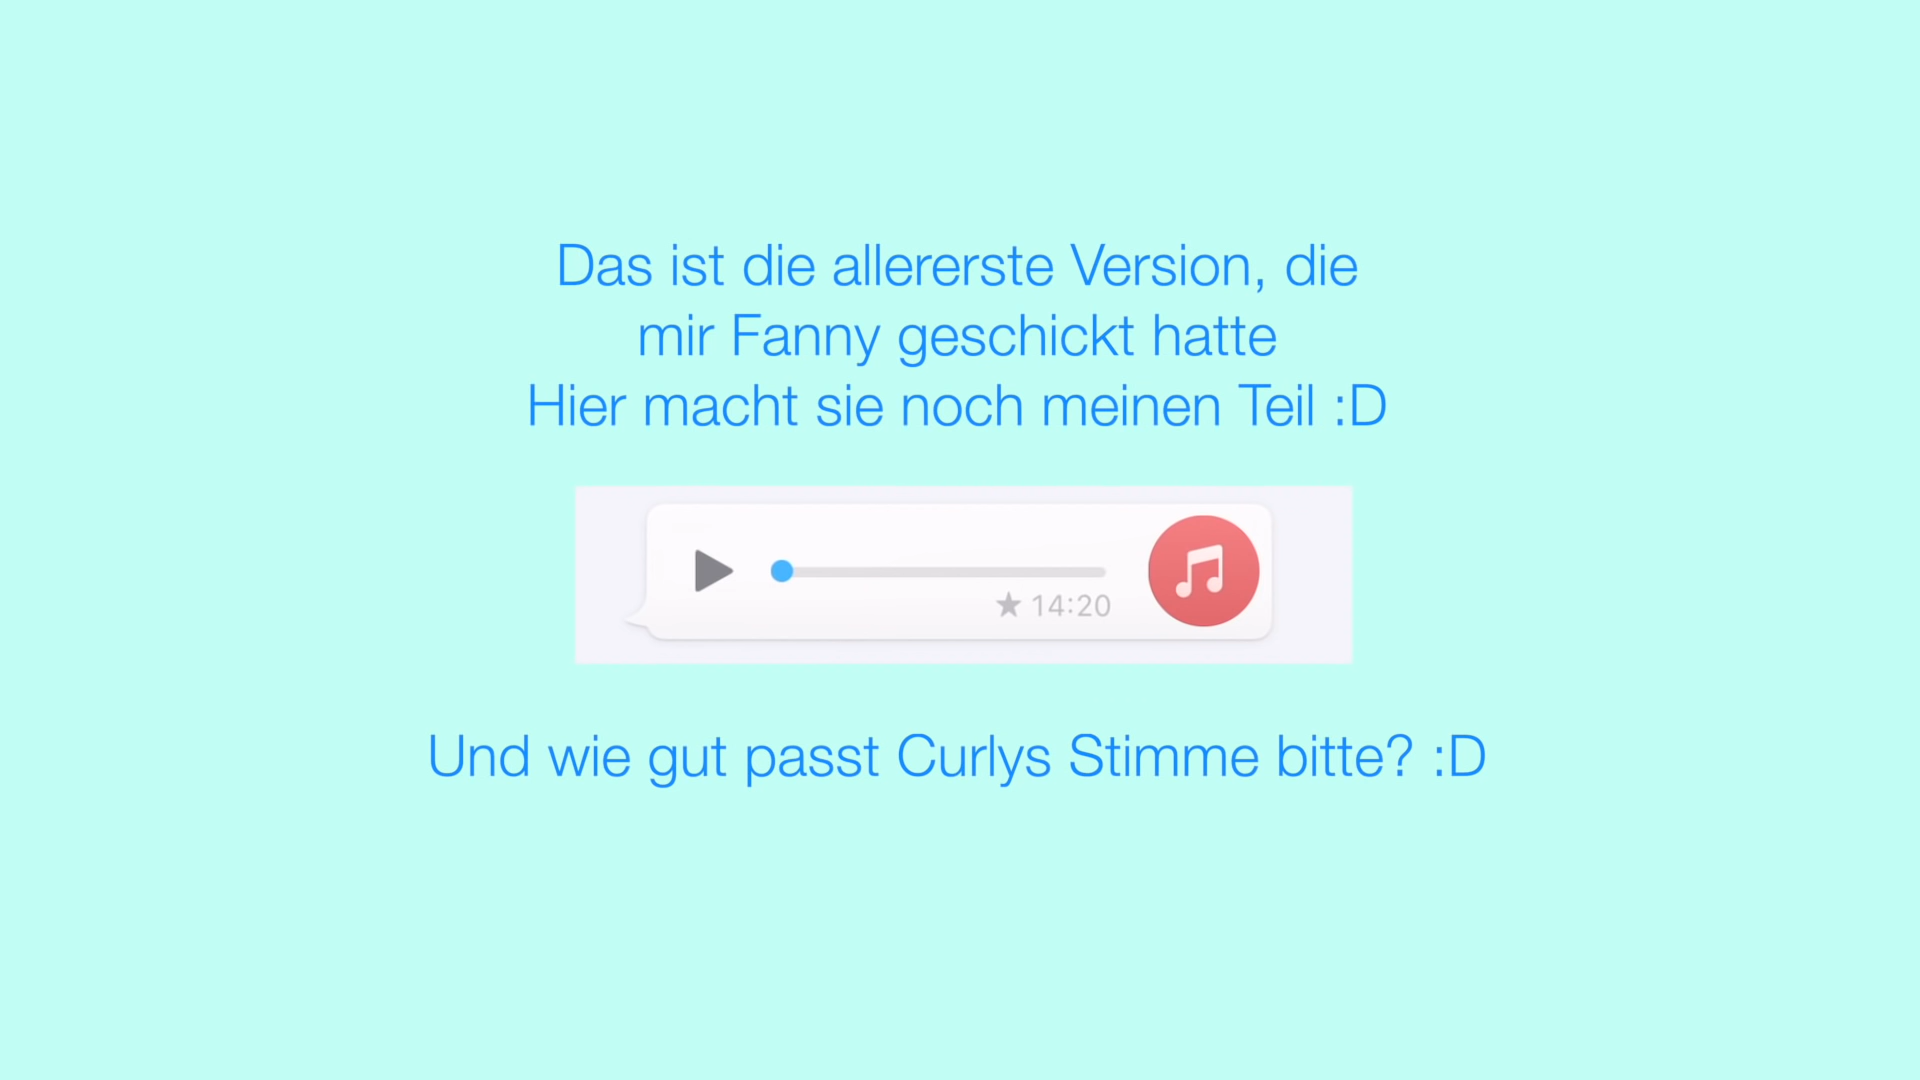 Das ist die allererste Version, die
mir Fanny geschickt hatte
Hier macht sie noch meinen Teil :D
★ 14:20
Und wie gut passt Curlys Stimme bitte? :D